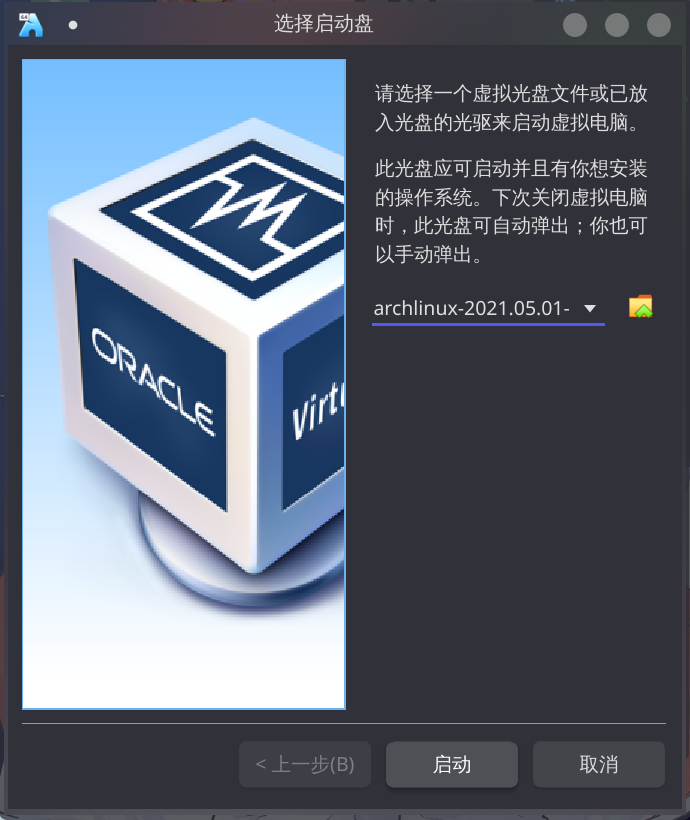 选择启动盘
请选择一个虚拟光盘文件或已放
入光盘的光驱来启动虚拟电脑。
此光盘应可启动并且有你想安装
的操作系统。下次关闭虚拟电脑
时，此光盘可自动弹出；你也可
以手动弹出。
archlinux-2021.05.01-
ORACLE
Virt
< 上一步(B)
启动
取消